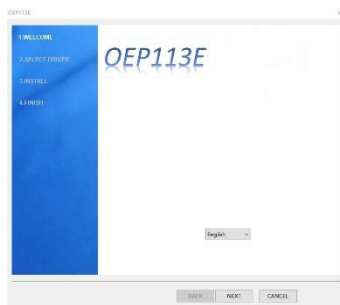 OEP113E
1.WELCOME
2.SELECT DRIVER
3.INSTALL
4.FINISH
OEP113E
English
BACK
NEXT
CANCEL